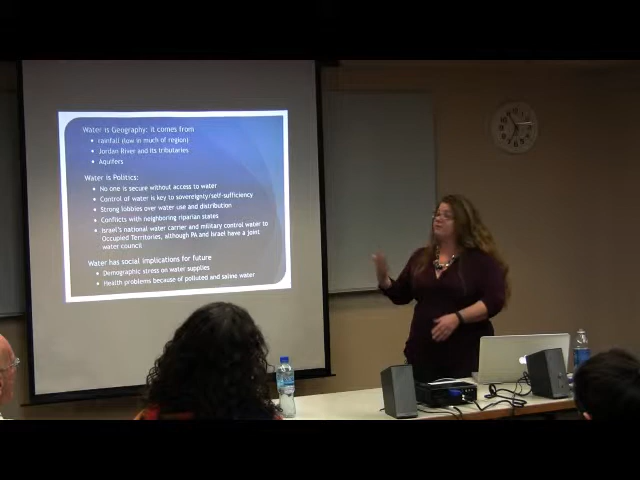 Water is Geography: it comes from
• rainfall (low in much of region)
• Jordan River and its tributaries
• Aquifers
Water is Politics:
• No one is secure without access to water
• Control of water is key to sovereignty/self-sufficiency
• Strong lobbies over water use and distribution
• Conflicts with neighboring riparian states
• Israel's national water carrier and military control water to
Occupied Territories, although PA and Israel have a joint
water council
Water has social implications for future
• Demographic stress on water supplies
• Health problems because of polluted and saline water